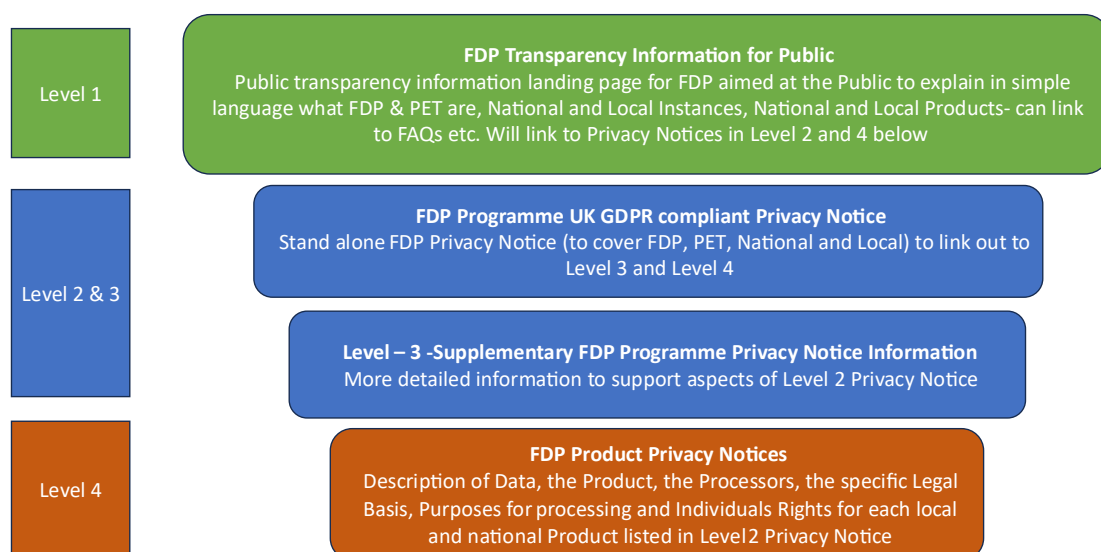 Level 1
FDP Transparency Information for Public
Public transparency information landing page for FDP aimed at the Public to explain in simple
language what FDP & PET are, National and Local Instances, National and Local Products- can link
to FAQs etc. Will link to Privacy Notices in Level 2 and 4 below
Level 2 & 3
FDP Programme UK GDPR compliant Privacy Notice
Stand alone FDP Privacy Notice (to cover FDP, PET, National and Local) to link out to
Level 3 and Level 4
Level – 3 -Supplementary FDP Programme Privacy Notice Information
More detailed information to support aspects of Level 2 Privacy Notice
Level 4
FDP Product Privacy Notices
Description of Data, the Product, the Processors, the specific Legal
Basis, Purposes for processing and Individuals Rights for each local
and national Product listed in Level2 Privacy Notice